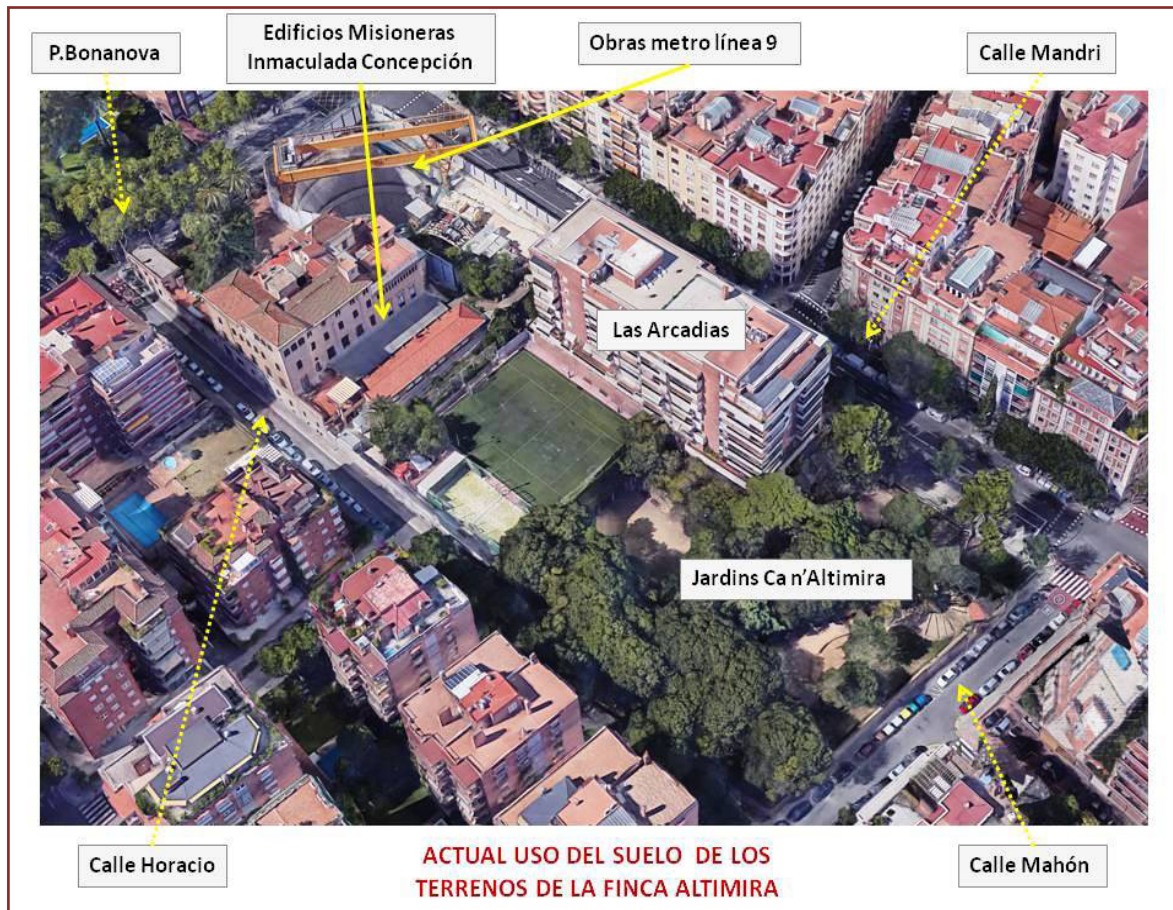 P.Bonanova
Edificios Misioneras
Inmaculada Concepción
Obras metro línea 9
Calle Mandri
Las Arcadias
Jardins Ca n’Altimira
Calle Horacio
ACTUAL USO DEL SUELO DE LOS
TERRENOS DE LA FINCA ALTIMIRA
Calle Mahón